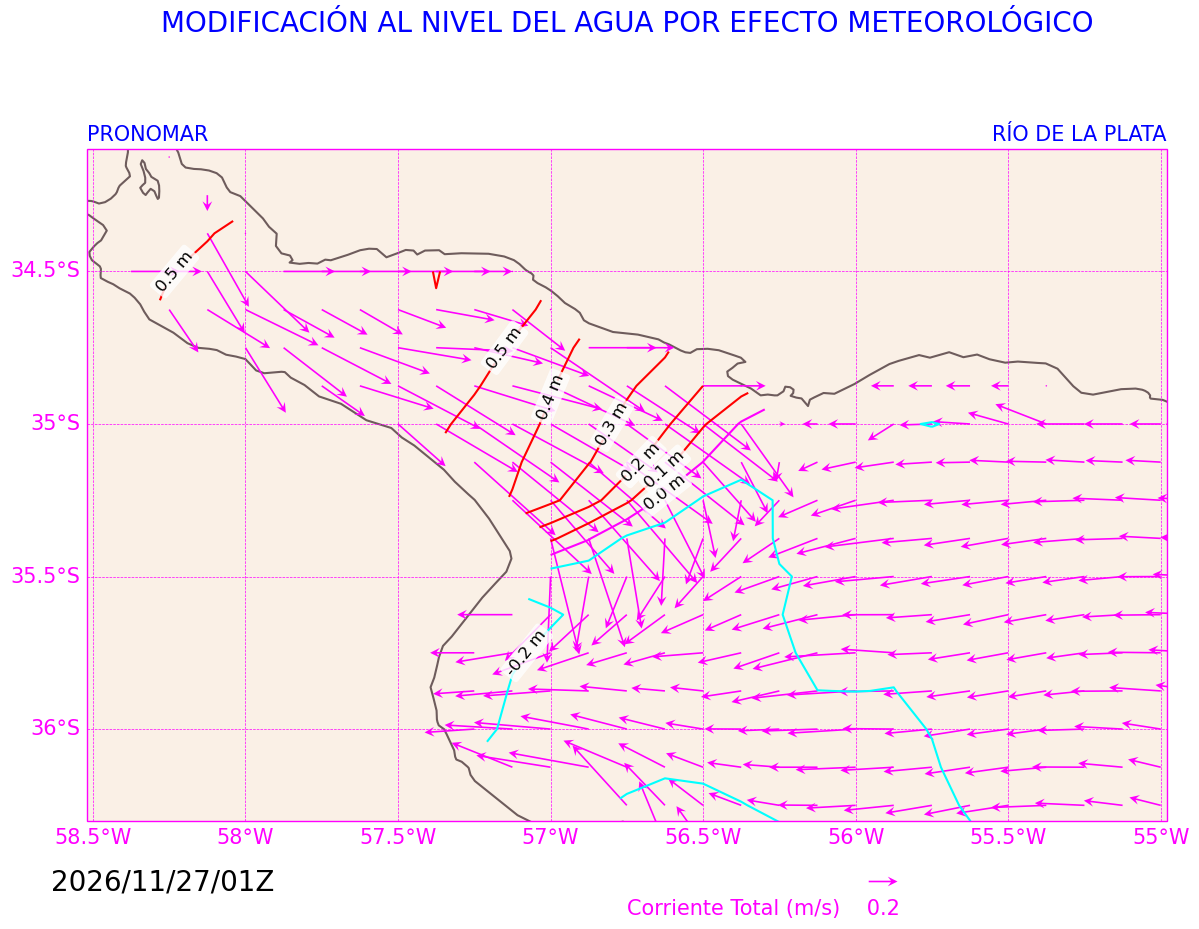 MODIFICACIÓN AL NIVEL DEL AGUA POR EFECTO METEOROLÓGICO
PRONOMAR RÍO DE LA PLATA
0.5 m
34.5°S
0.5 m
0.4 m
0.3 m
35°S
0.2 m
0.1 m
0.0 m
35.5°S
-0.2 m
36°S
58.5°W 58°W 57.5°W 57°W 56.5°W 56°W 55.5°W 55°W
2026/11/27/01Z
Corriente Total (m/s) 0.2